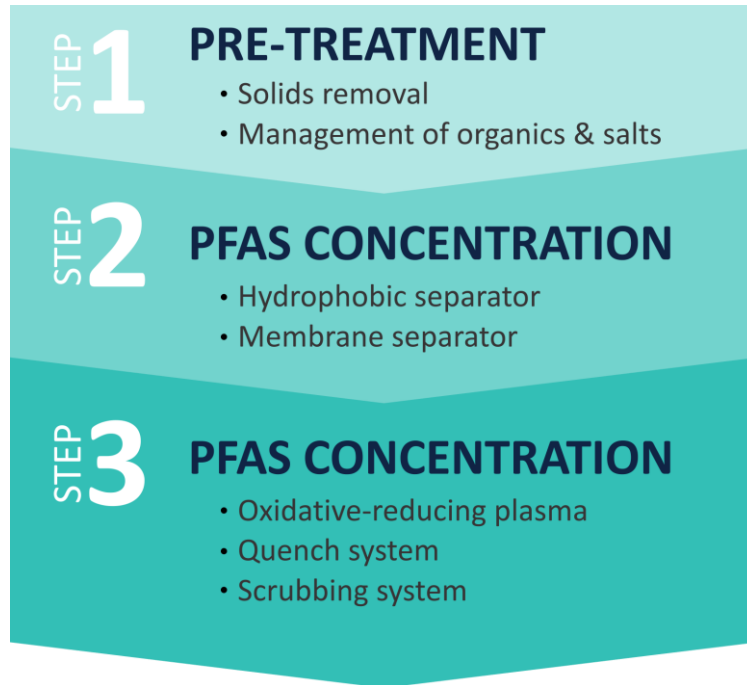 STEP 1
PRE-TREATMENT
• Solids removal
• Management of organics & salts
STEP 2
PFAS CONCENTRATION
• Hydrophobic separator
• Membrane separator
STEP 3
PFAS CONCENTRATION
• Oxidative-reducing plasma
• Quench system
• Scrubbing system